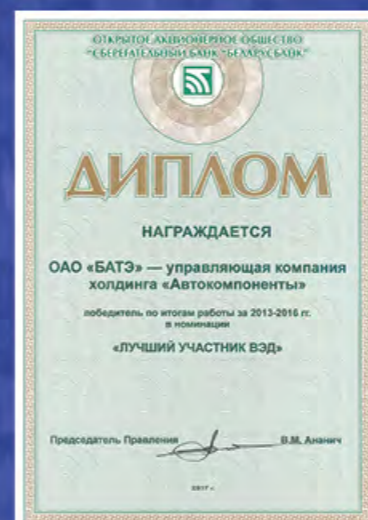 ОТКРЫТОЕ АКЦИОНЕРНОЕ ОБЩЕСТВО
"СБЕРЕГАТЕЛЬНЫЙ БАНК "БЕЛАРУСБАНК"
ДИПЛОМ
НАГРАЖДАЕТСЯ
ОАО «БАТЭ» — управляющая компания
холдинга «Автокомпоненты»
победитель по итогам работы за 2013-2016 гг.
в номинации
«ЛУЧШИЙ УЧАСТНИК ВЭД»
Председатель Правления В.М. Ананич
2017 г.